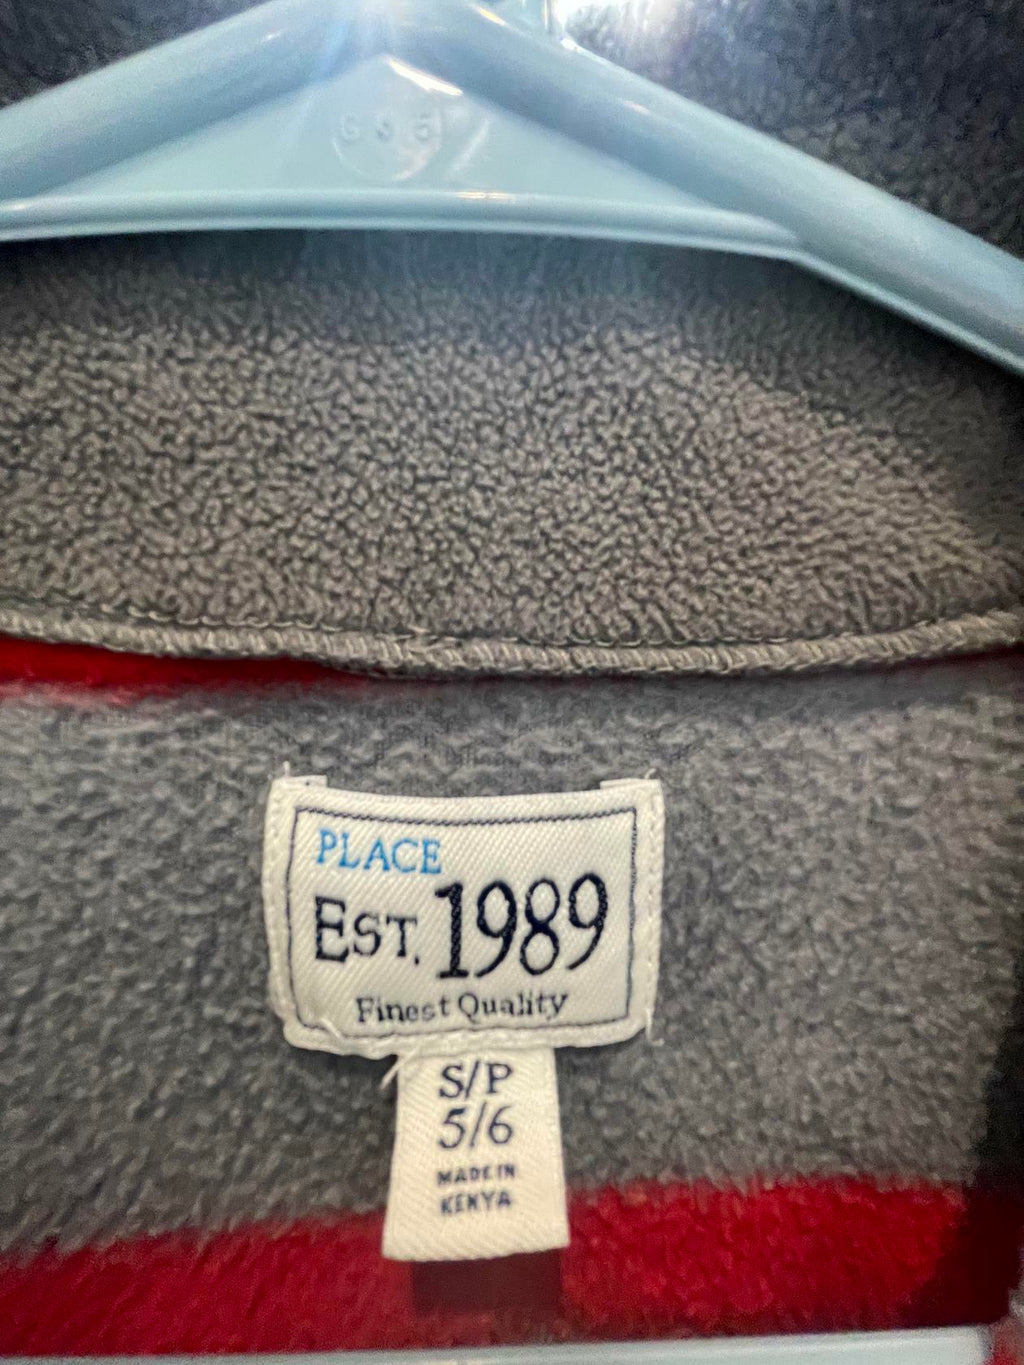 PLACE
EST. 1989
Finest Quality
S/P
5/6
MADE IN
KENYA